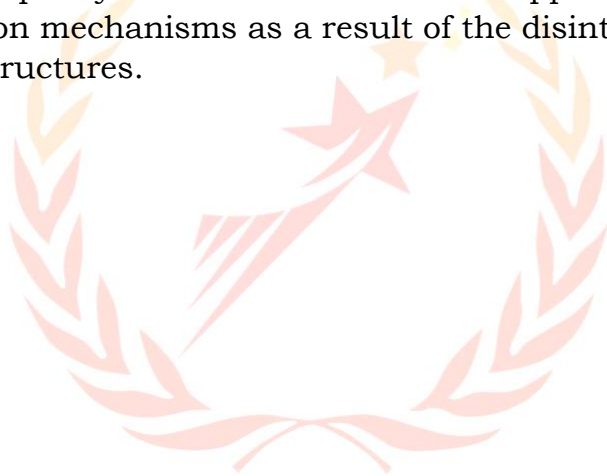 on mechanisms as a result of the disint
ructures.